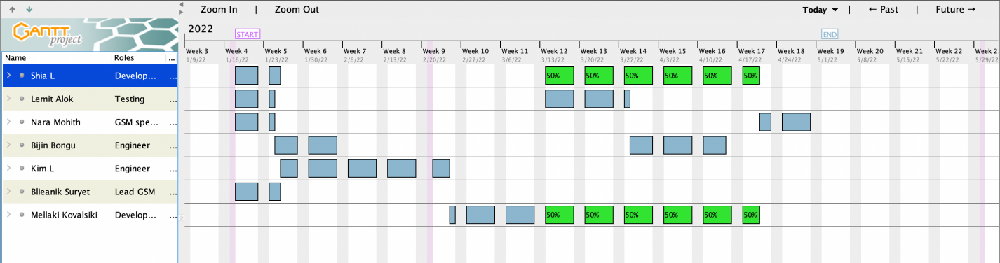 Zoom In | Zoom Out Today | ← Past | Future →
GANTT
project
2022 START END
Name Roles ... Week 3 Week 4 Week 5 Week 6 Week 7 Week 8 Week 9 Week 10 Week 11 Week 12 Week 13 Week 14 Week 15 Week 16 Week 17 Week 18 Week 19 Week 20 Week 21 Week 22 Week 2
1/9/22 1/16/22 1/23/22 1/30/22 2/6/22 2/13/22 2/20/22 2/27/22 3/6/22 3/13/22 3/20/22 3/27/22 4/3/22 4/10/22 4/17/22 4/24/22 5/1/22 5/8/22 5/15/22 5/22/22 5/29/22
Shia L Develop... ... 50% 50% 50% 50% 50% 50%
Lemit Alok Testing ...
Nara Mohith GSM spe... ...
Bijin Bongu Engineer ...
Kim L Engineer ...
Blieanik Suryet Lead GSM ...
Mellaki Kovalsiki Develop... ... 50% 50% 50% 50% 50% 50%